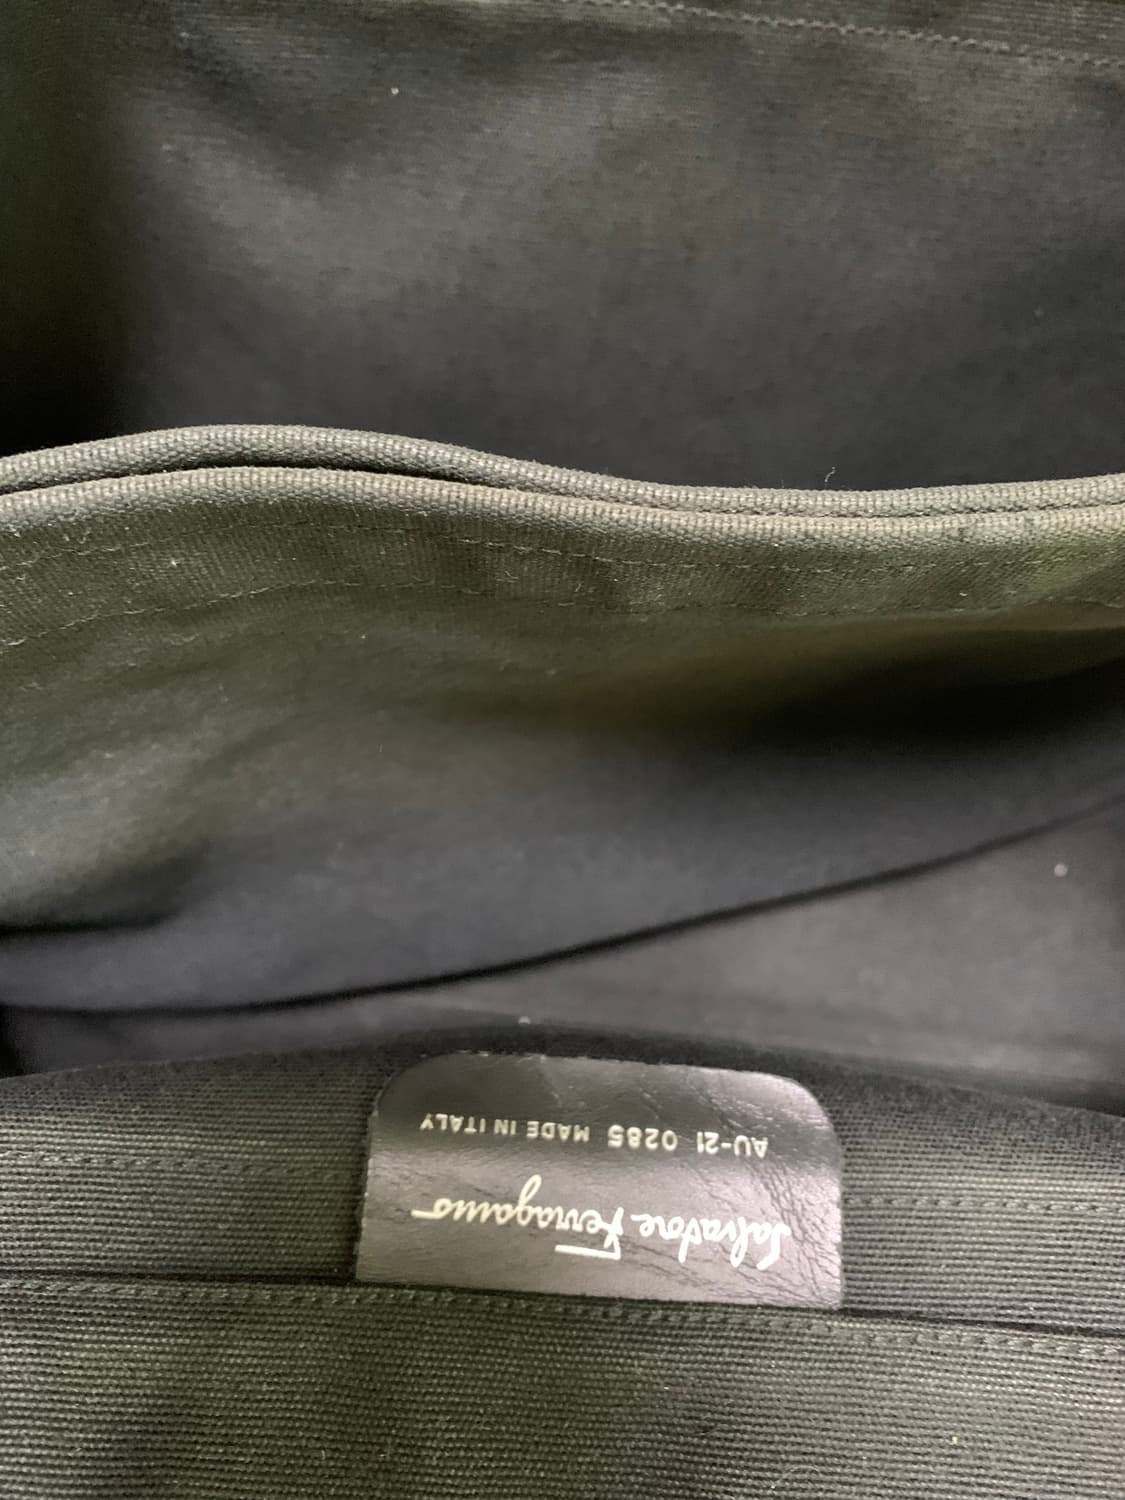 Salvatore Ferragamo
AU-21 0285 MADE IN ITALY